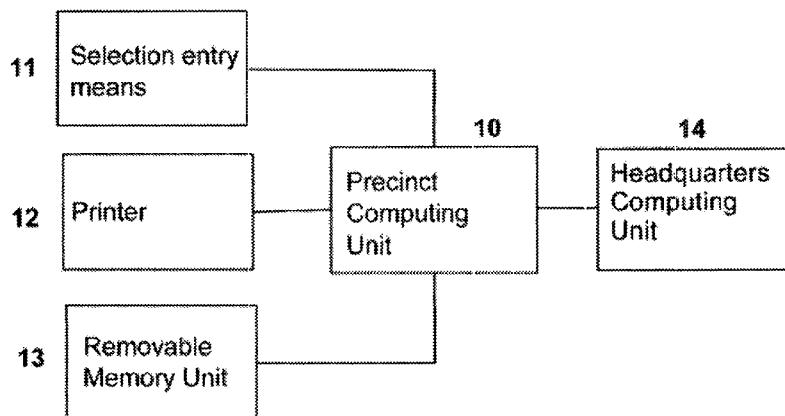 11
Selection entry
means
12
Printer
13
Removable
Memory Unit
10
Precinct
Computing
Unit
14
Headquarters
Computing
Unit